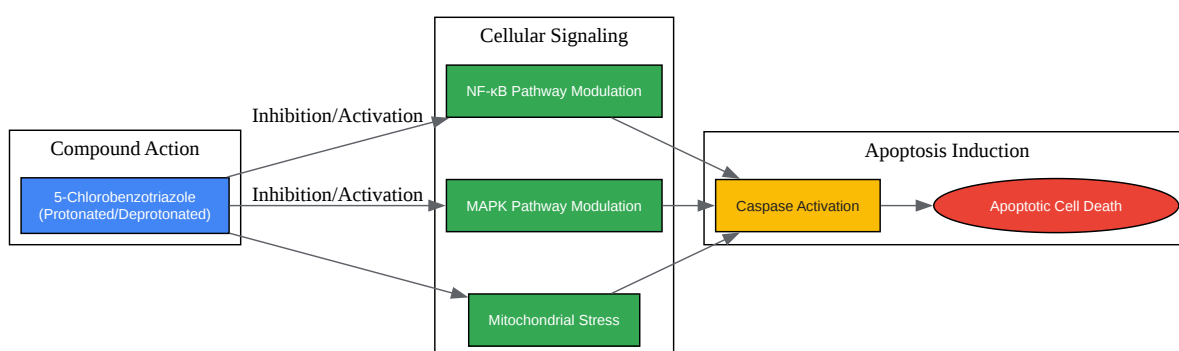 Compound Action
5-Chlorobenzotriazole
(Protonated/Deprotonated)
Inhibition/Activation
Inhibition/Activation
Cellular Signaling
NF-κB Pathway Modulation
MAPK Pathway Modulation
Mitochondrial Stress
Apoptosis Induction
Caspase Activation
Apoptotic Cell Death